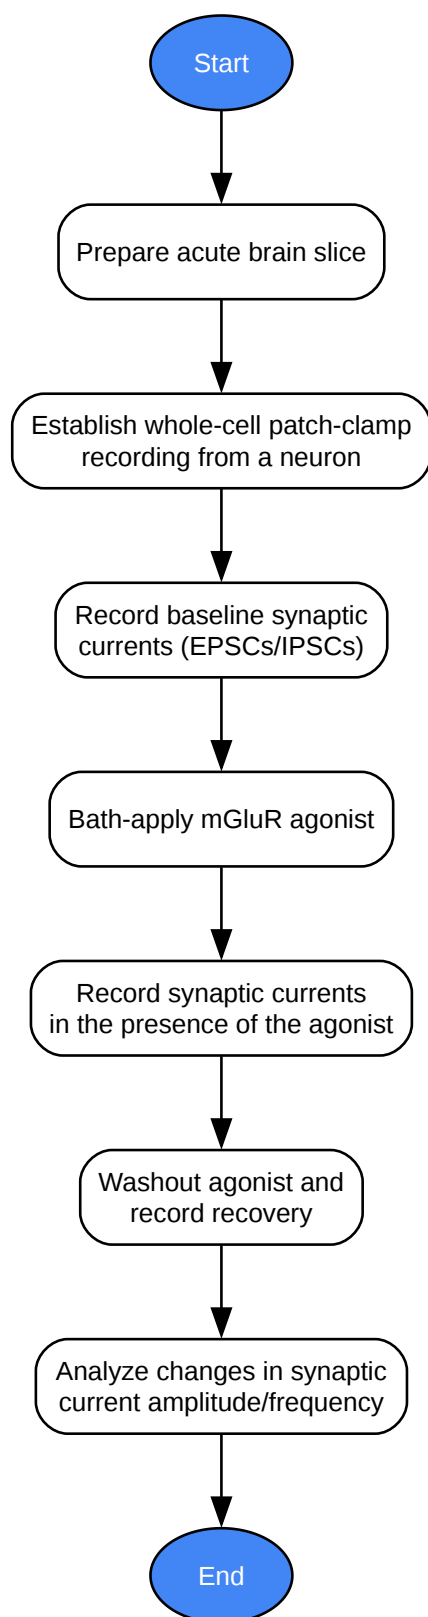 Start
Prepare acute brain slice
Establish whole-cell patch-clamp
recording from a neuron
Record baseline synaptic
currents (EPSCs/IPSCs)
Bath-apply mGluR agonist
Record synaptic currents
in the presence of the agonist
Washout agonist and
record recovery
Analyze changes in synaptic
current amplitude/frequency
End